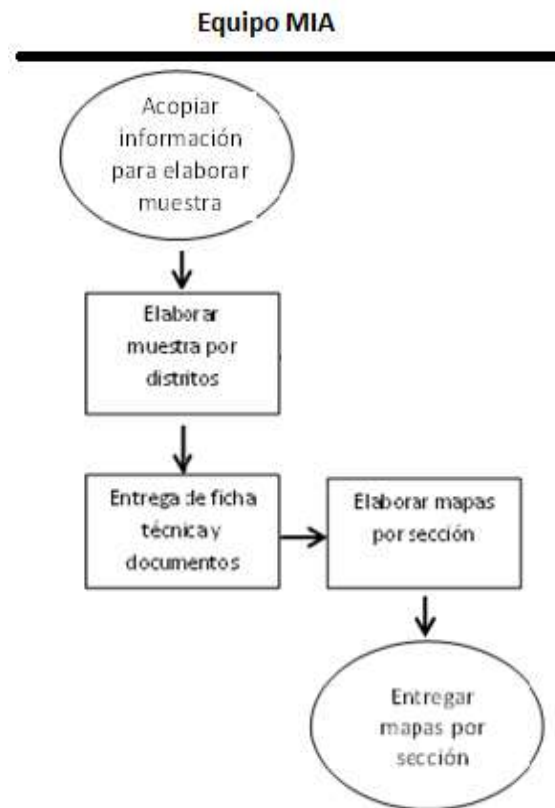 Equipo MIA
Acopiar
información
para elaborar
muestra
Elaborar
muestra por
distritos
Entrega de ficha
técnica y
documentos
Elaborar mapas
por sección
Entregar
mapas por
sección